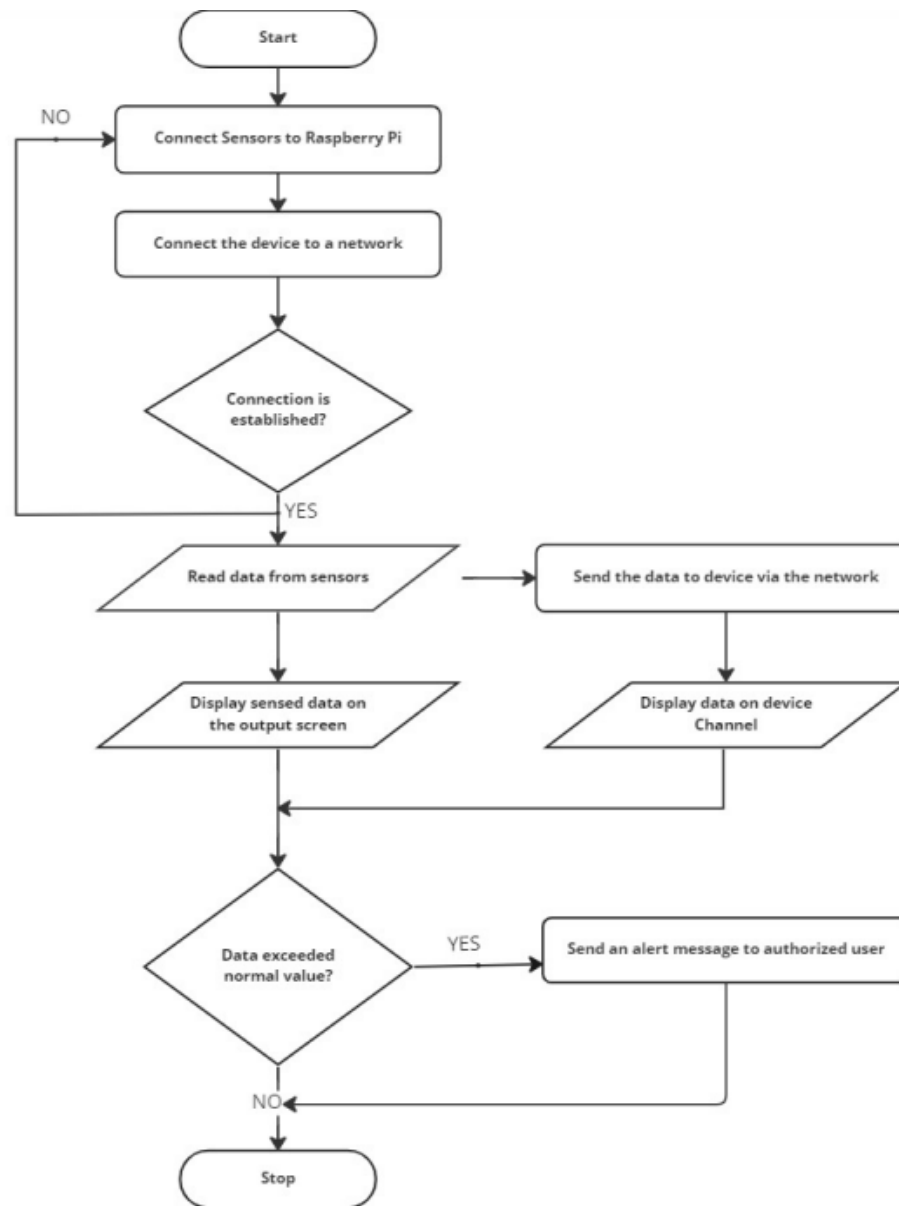 Start
NO
Connect Sensors to Raspberry Pi
Connect the device to a network
Connection is
established?
YES
Read data from sensors
Send the data to device via the network
Display sensed data on
the output screen
Display data on device
Channel
Data exceeded
normal value?
YES
Send an alert message to authorized user
NO
Stop